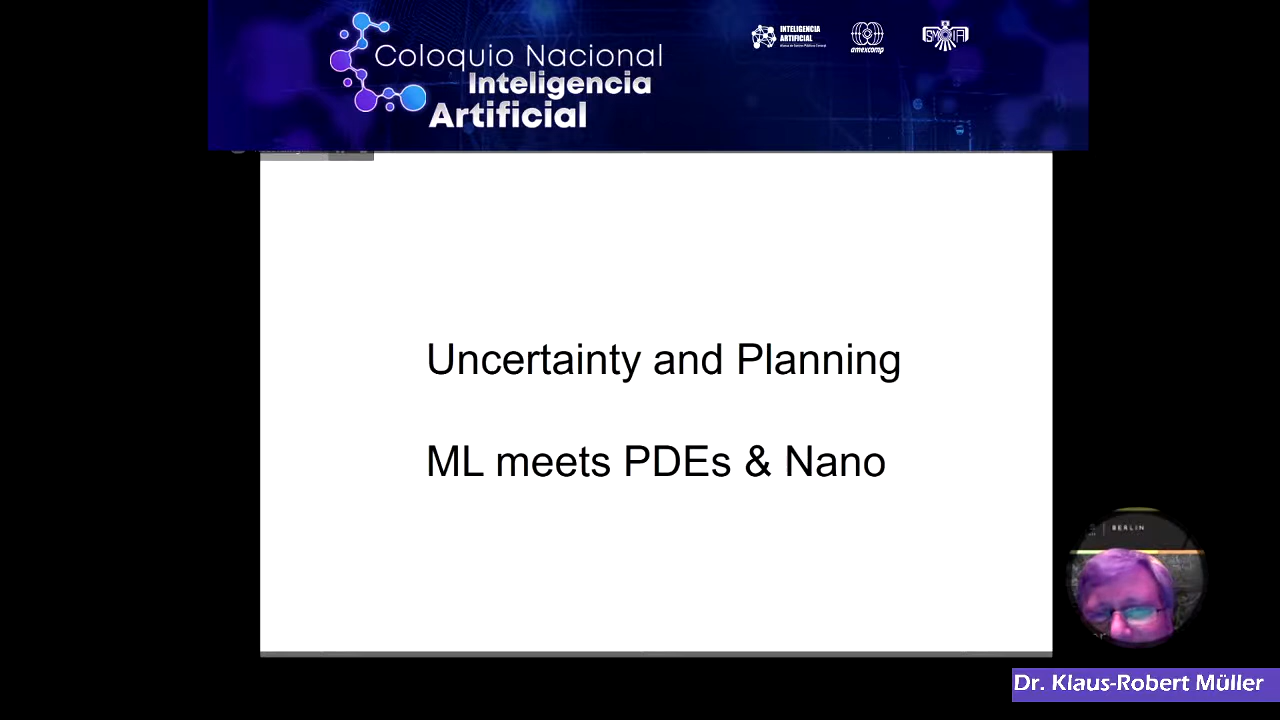 Coloquio Nacional
Inteligencia
Artificial
INTELIGENCIA
ARTIFICIAL
amexcomp
SMIA
Uncertainty and Planning
ML meets PDEs & Nano
BERLIN
Dr. Klaus-Robert Müller